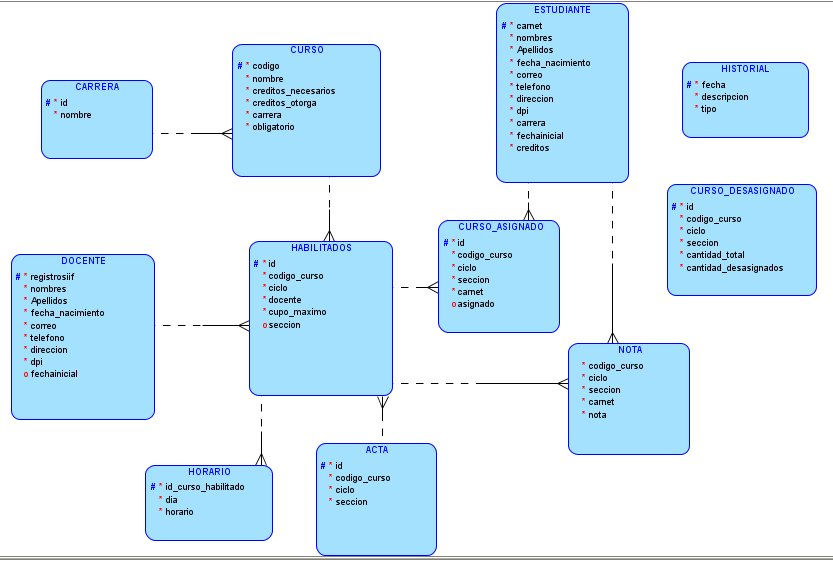 CARRERA
# * id
* nombre
CURSO
# * codigo
* nombre
* creditos_necesarios
* creditos_otorga
* carrera
* obligatorio
ESTUDIANTE
# * carnet
* nombres
* Apellidos
* fecha_nacimiento
* correo
* telefono
* direccion
* dpi
* carrera
* fechainicial
* creditos
HISTORIAL
# * fecha
* descripcion
* tipo
CURSO_DESASIGNADO
# * id
* codigo_curso
* ciclo
* seccion
* cantidad_total
* cantidad_desasignados
DOCENTE
# * registrosiif
* nombres
* Apellidos
* fecha_nacimiento
* correo
* telefono
* direccion
* dpi
o fechainicial
HABILITADOS
# * id
* codigo_curso
* ciclo
* docente
* cupo_maximo
o seccion
CURSO_ASIGNADO
# * id
* codigo_curso
* ciclo
* seccion
* carnet
o asignado
NOTA
* codigo_curso
* ciclo
* seccion
* carnet
* nota
HORARIO
# * id_curso_habilitado
* dia
* horario
ACTA
# * id
* codigo_curso
* ciclo
* seccion